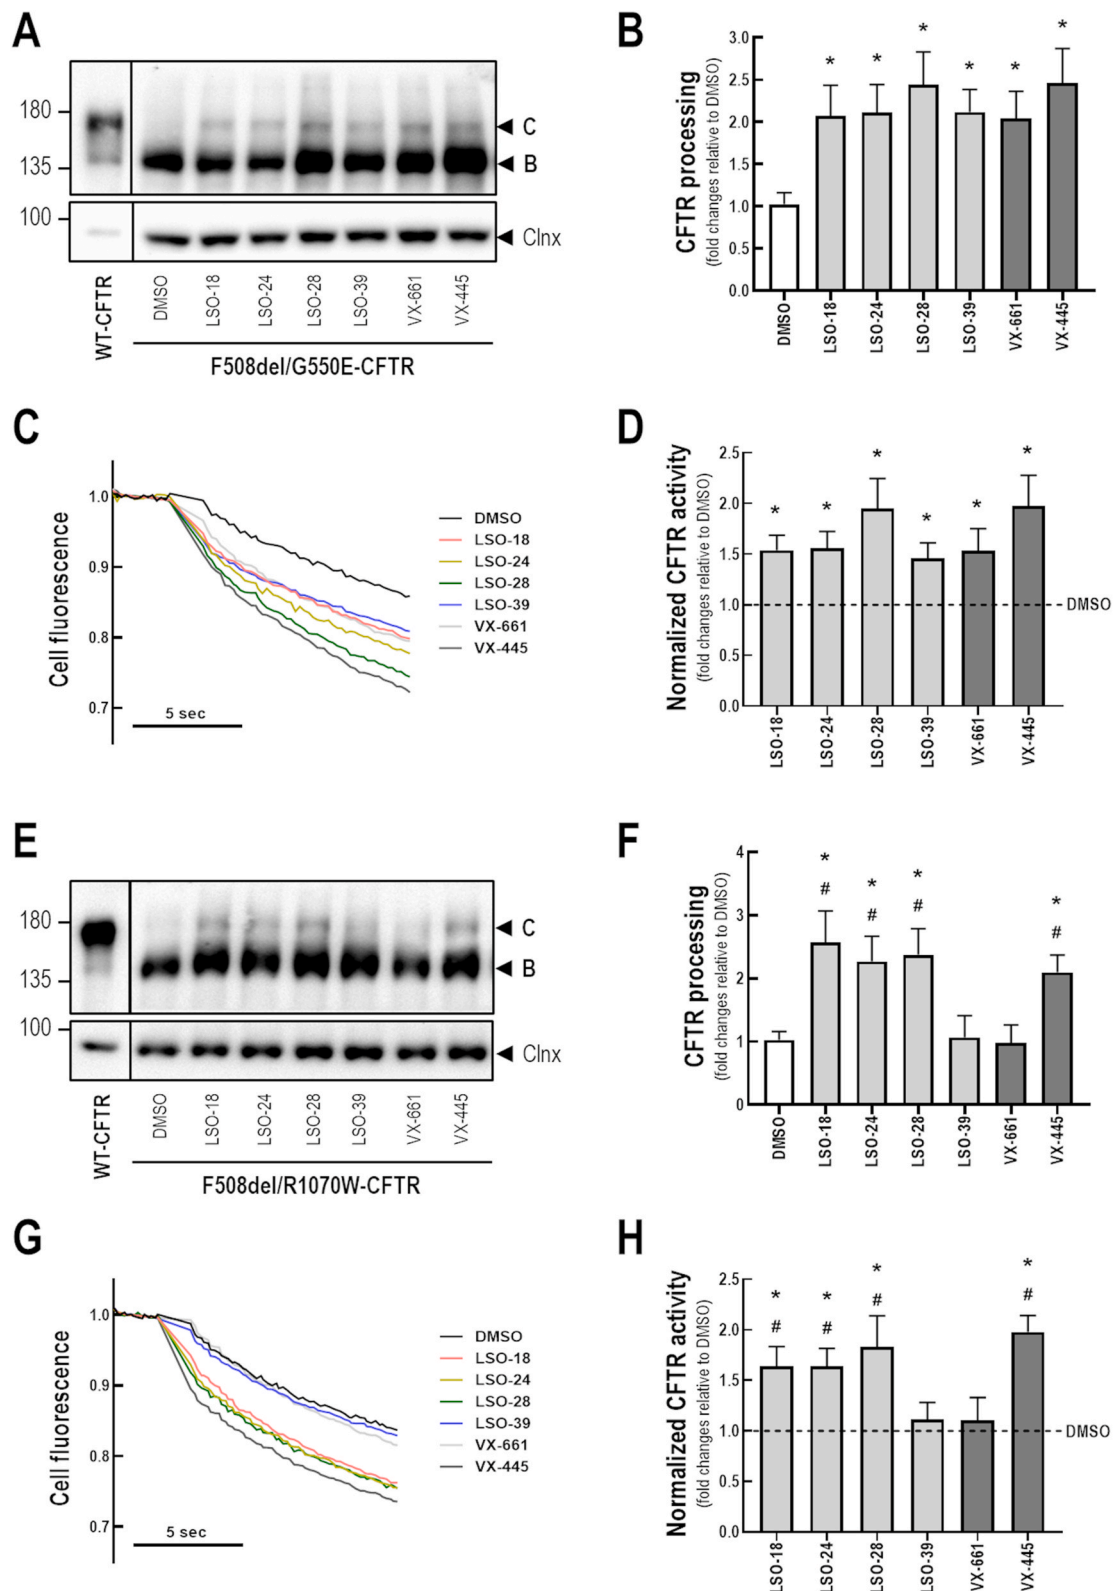 A
180
135
100
C
B
Clnx
WT-CFTR
DMSO
LSO-18
LSO-24
LSO-28
LSO-39
VX-661
VX-445
F508del/G550E-CFTR
B
CFTR processing
(fold changes relative to DMSO)
3.0
2.5
2.0
1.5
1.0
0.5
0.0
* * * * * *
DMSO
LSO-18
LSO-24
LSO-28
LSO-39
VX-661
VX-445
C
Cell fluorescence
1.0
0.9
0.8
0.7
5 sec
DMSO
LSO-18
LSO-24
LSO-28
LSO-39
VX-661
VX-445
D
Normalized CFTR activity
(fold changes relative to DMSO)
2.5
2.0
1.5
1.0
0.5
0.0
* * * * * *
DMSO
LSO-18
LSO-24
LSO-28
LSO-39
VX-661
VX-445
E
180
135
100
C
B
Clnx
WT-CFTR
DMSO
LSO-18
LSO-24
LSO-28
LSO-39
VX-661
VX-445
F508del/R1070W-CFTR
F
CFTR processing
(fold changes relative to DMSO)
4
3
2
1
0
* * * *
# # # #
DMSO
LSO-18
LSO-24
LSO-28
LSO-39
VX-661
VX-445
G
Cell fluorescence
1.0
0.9
0.8
0.7
5 sec
DMSO
LSO-18
LSO-24
LSO-28
LSO-39
VX-661
VX-445
H
Normalized CFTR activity
(fold changes relative to DMSO)
2.5
2.0
1.5
1.0
0.5
0.0
* * * *
# # # #
DMSO
LSO-18
LSO-24
LSO-28
LSO-39
VX-661
VX-445